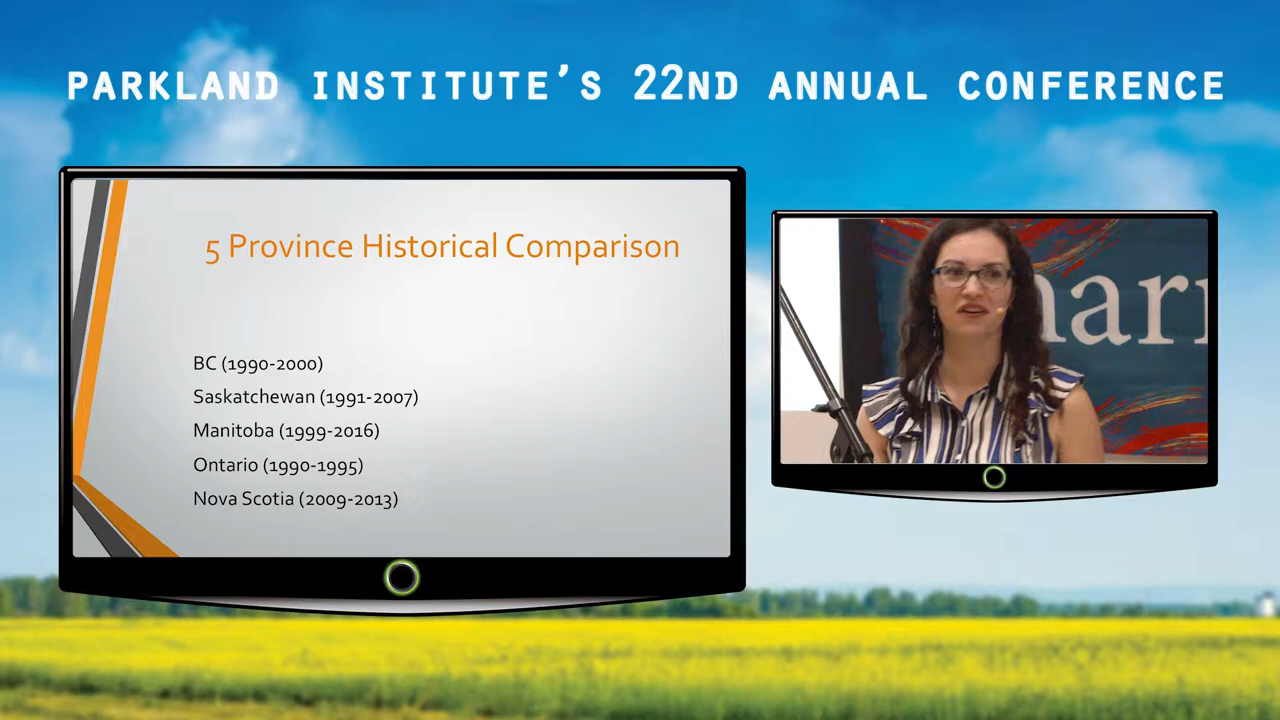 PARKLAND INSTITUTE'S 22ND ANNUAL CONFERENCE
5 Province Historical Comparison
BC (1990-2000)
Saskatchewan (1991-2007)
Manitoba (1999-2016)
Ontario (1990-1995)
Nova Scotia (2009-2013)